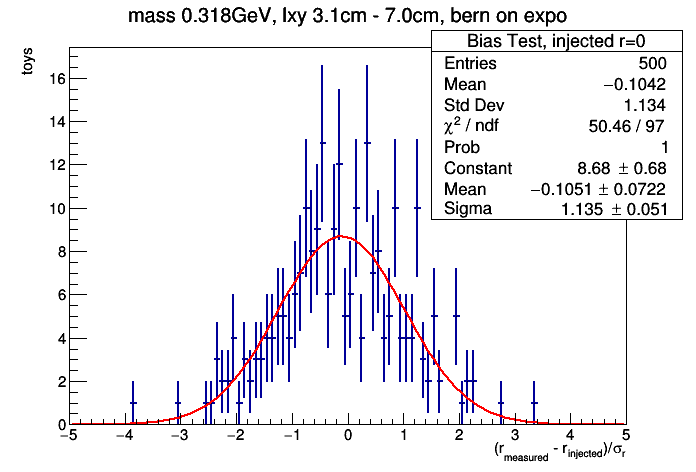 mass 0.318GeV, lxy 3.1cm - 7.0cm, bern on expo
toys
Bias Test, injected r=0
Entries 500
Mean −0.1042
Std Dev 1.134
χ² / ndf 50.46 / 97
Prob 1
Constant 8.68 ± 0.68
Mean −0.1051 ± 0.0722
Sigma 1.135 ± 0.051
16
14
12
10
8
6
4
2
0
−5 −4 −3 −2 −1 0 1 2 3 4 5
(r_measured - r_injected)/σ_r